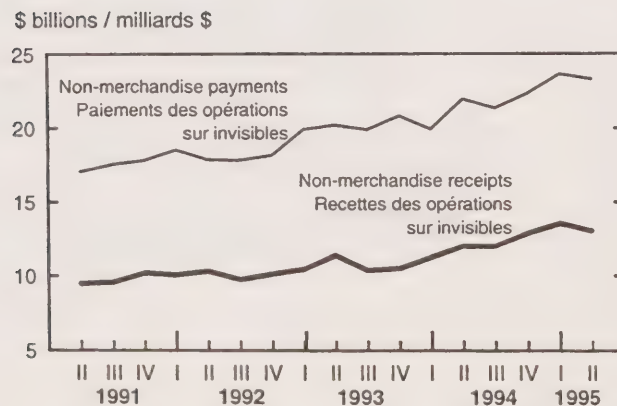 $ billions / milliards $
25
Non-merchandise payments
Paiements des opérations
sur invisibles
20
Non-merchandise receipts
Recettes des opérations
sur invisibles
15
10
5
II III IV I II III IV I II III IV I II III IV I II
1991 1992 1993 1994 1995